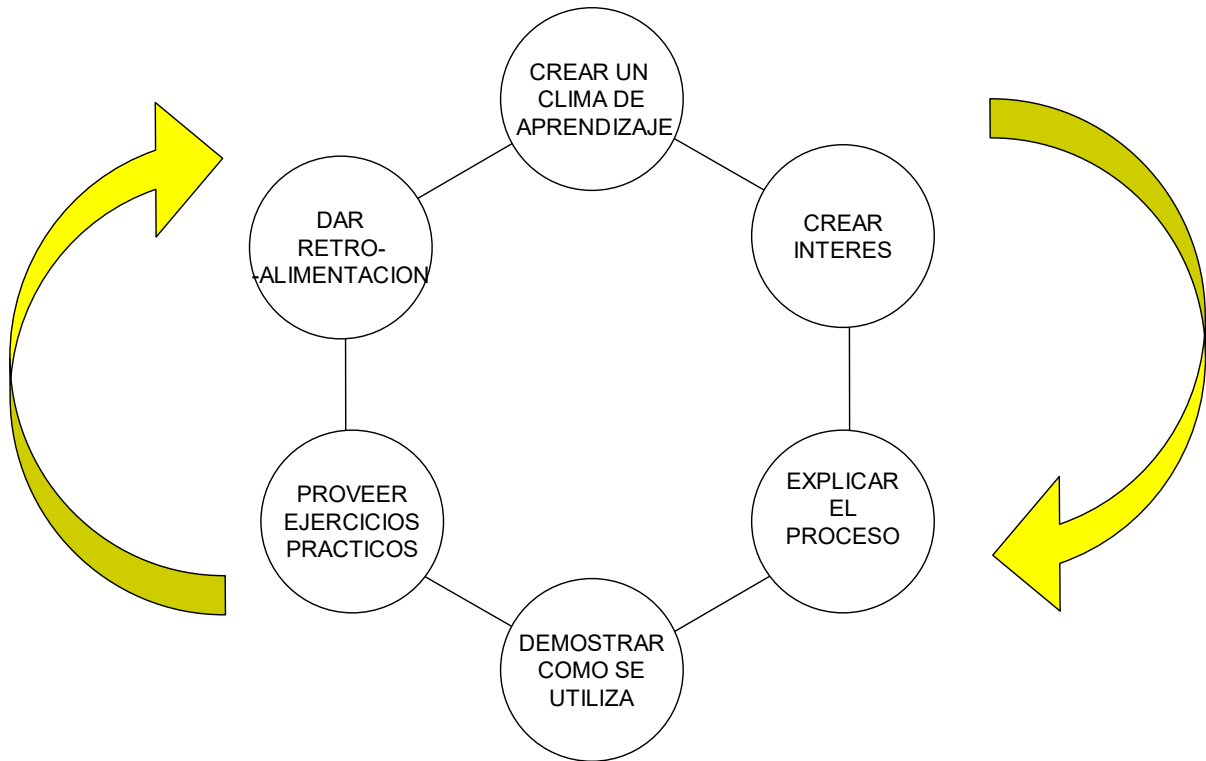 CREAR UN
CLIMA DE
APRENDIZAJE
CREAR
INTERES
EXPLICAR
EL
PROCESO
DEMOSTRAR
COMO SE
UTILIZA
PROVEER
EJERCICIOS
PRACTICOS
DAR
RETRO-
-ALIMENTACION